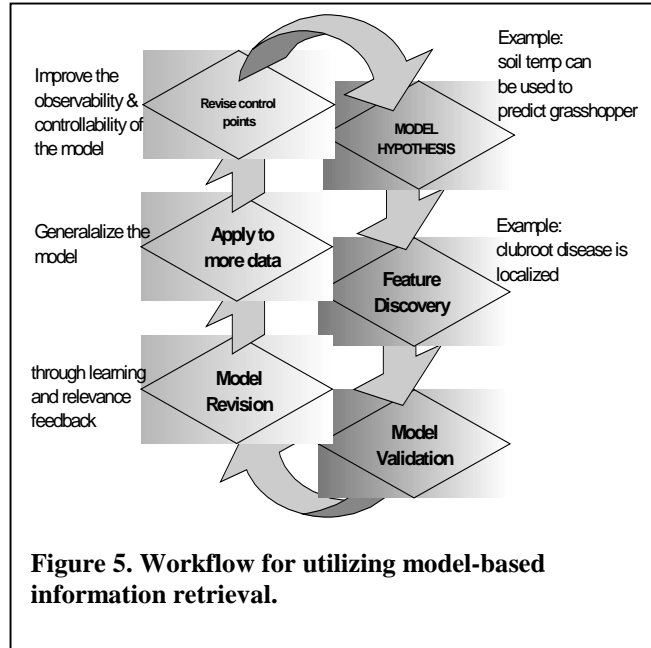 Improve the
observability &
controllability of
the model
Revise control
points
Example:
soil temp can
be used to
predict grasshopper
MODEL
HYPOTHESIS
Generalalize the
model
Apply to
more data
Example:
clubroot disease is
localized
Feature
Discovery
through learning
and relevance
feedback
Model
Revision
Model
Validation
Figure 5. Workflow for utilizing model-based
information retrieval.